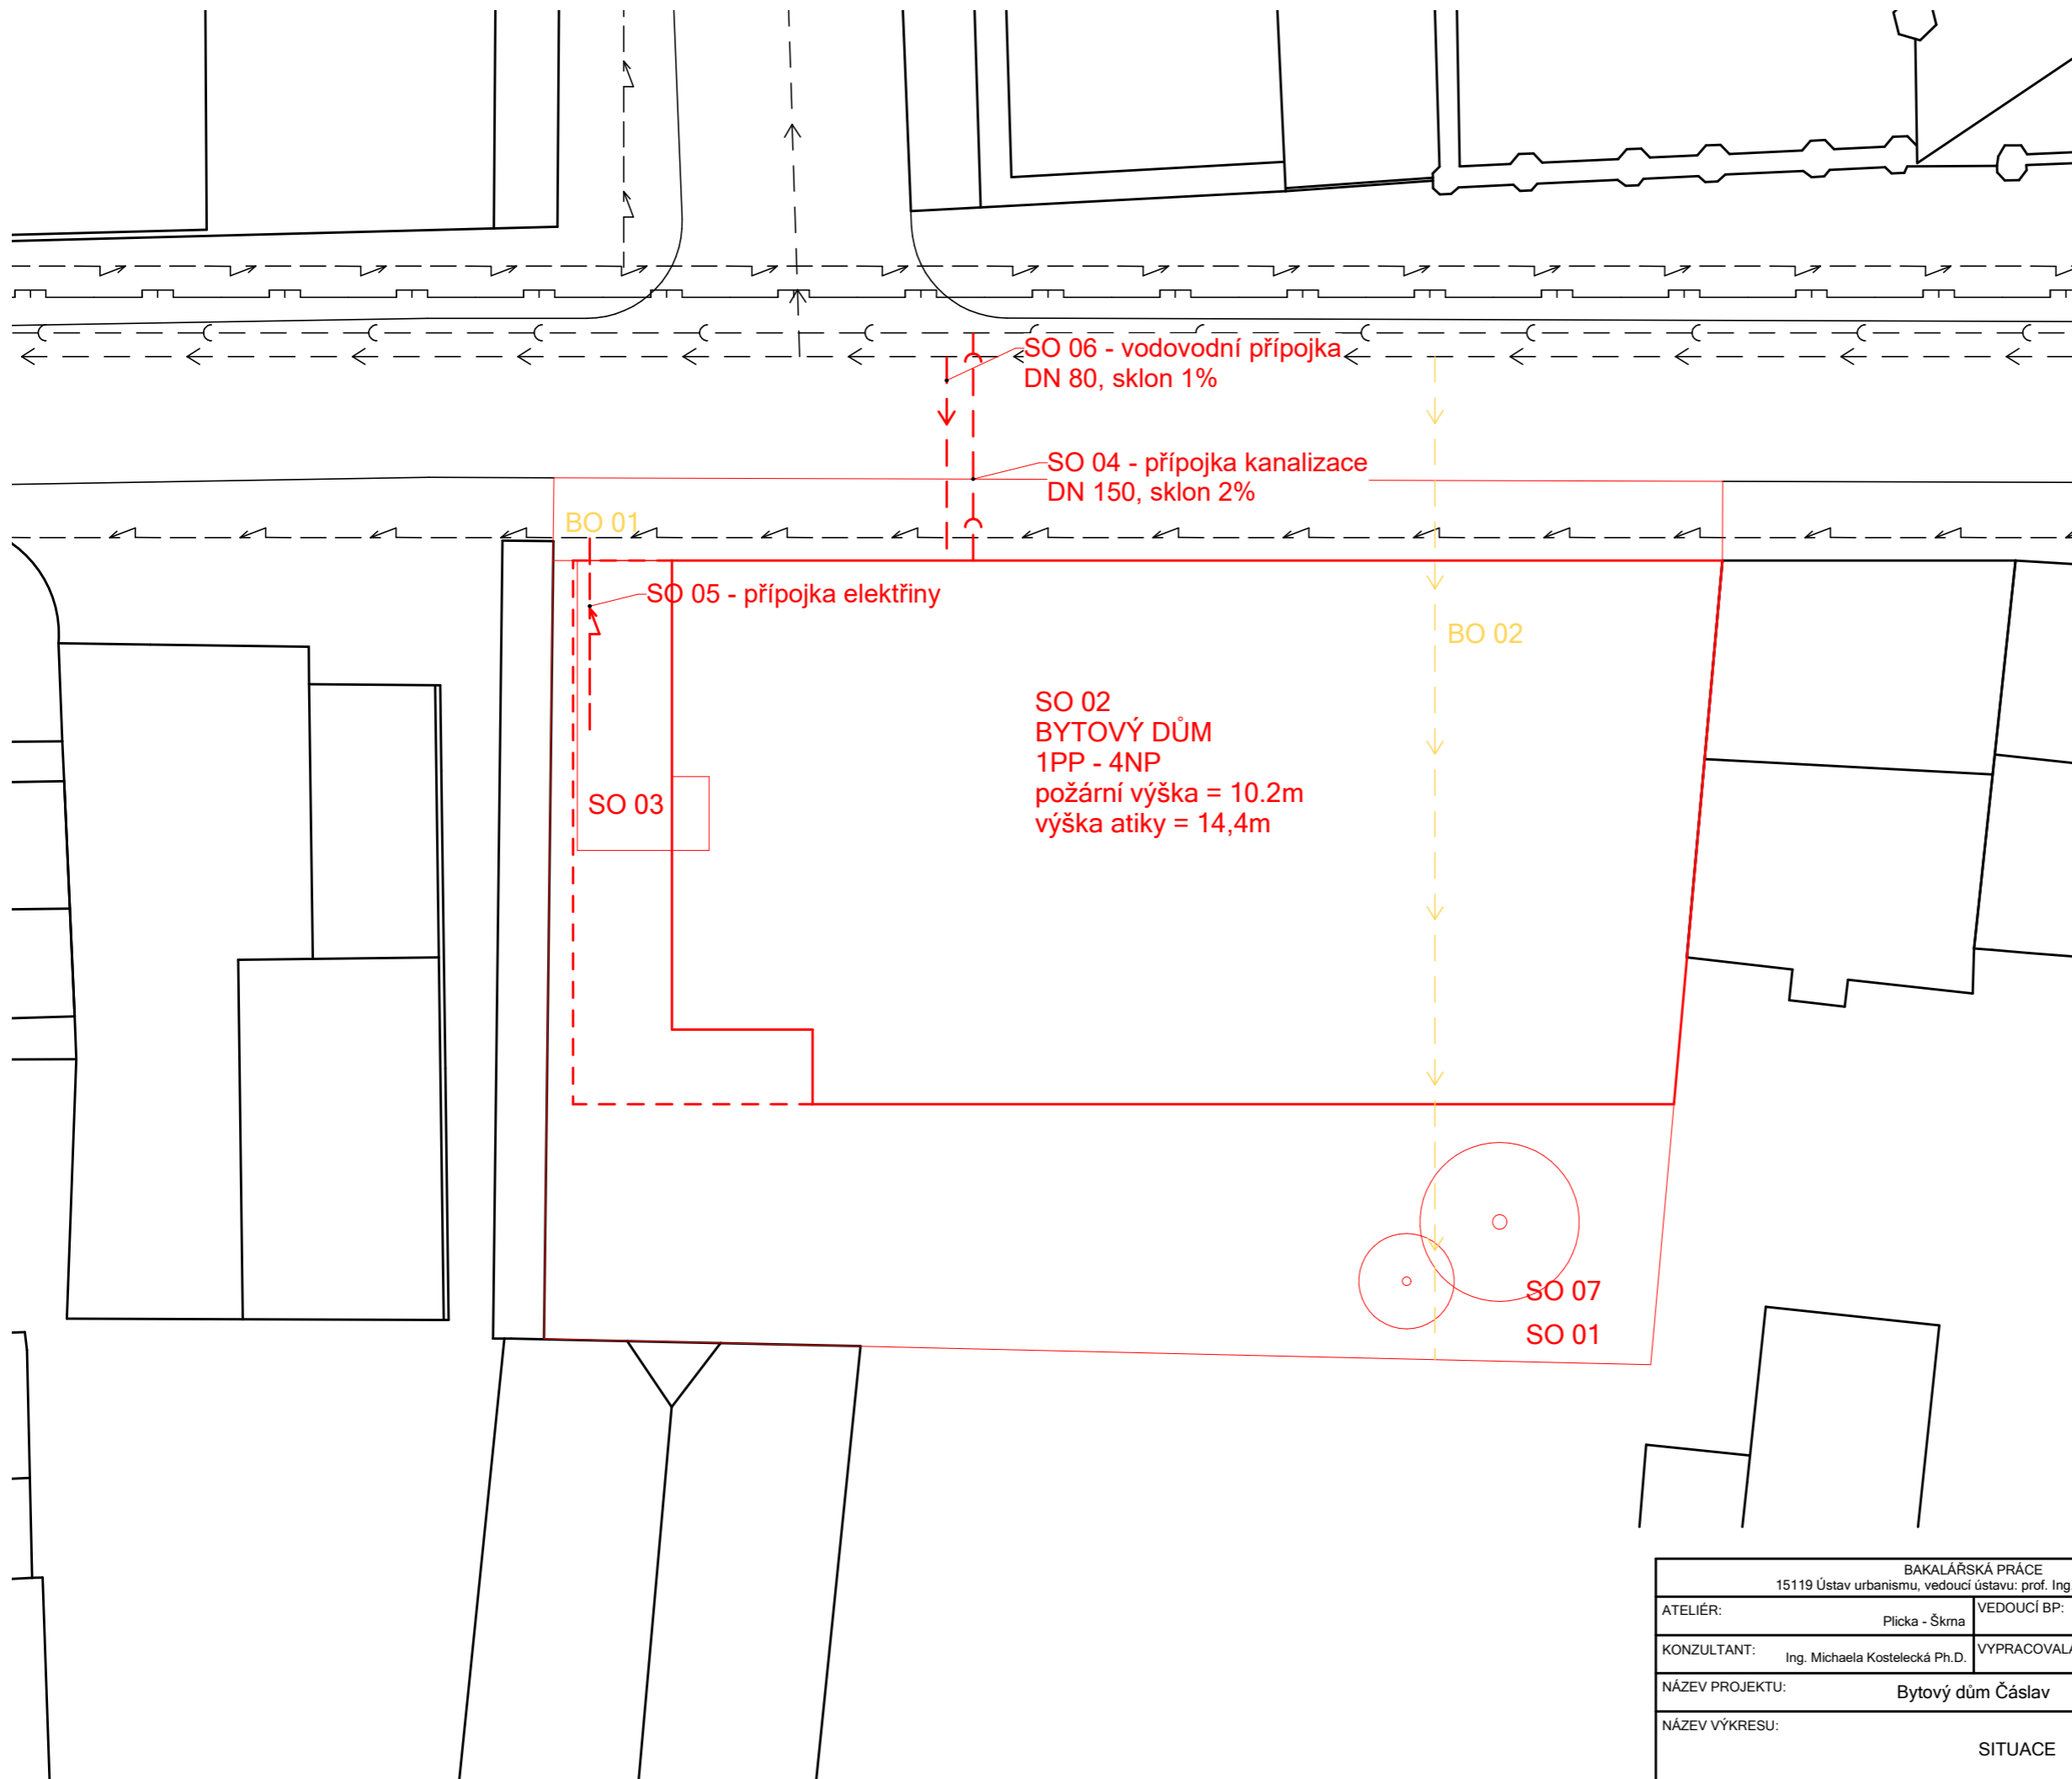 SO 06 - vodovodní přípojka
DN 80, sklon 1%
SO 04 - přípojka kanalizace
DN 150, sklon 2%
BO 01
SO 05 - přípojka elektřiny
BO 02
SO 02
BYTOVÝ DŮM
1PP - 4NP
požární výška = 10.2m
výška atiky = 14,4m
SO 03
SO 07
SO 01
BAKALÁŘSKÁ PRÁCE
15119 Ústav urbanismu, vedoucí ústavu: prof. Ing
ATELIÉR: Plicka - Škrna VEDOUCÍ BP:
KONZULTANT: Ing. Michaela Kostelecká Ph.D. VYPRACOVALA
NÁZEV PROJEKTU: Bytový dům Čáslav
NÁZEV VÝKRESU:
SITUACE